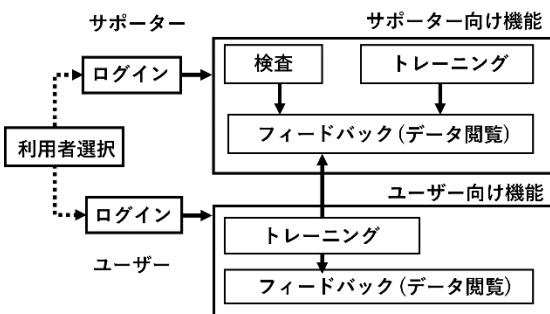 サポーター
サポーター向け機能
ログイン
検査
トレーニング
フィードバック(データ閲覧)
利用者選択
ユーザー向け機能
ログイン
トレーニング
ユーザー
フィードバック(データ閲覧)